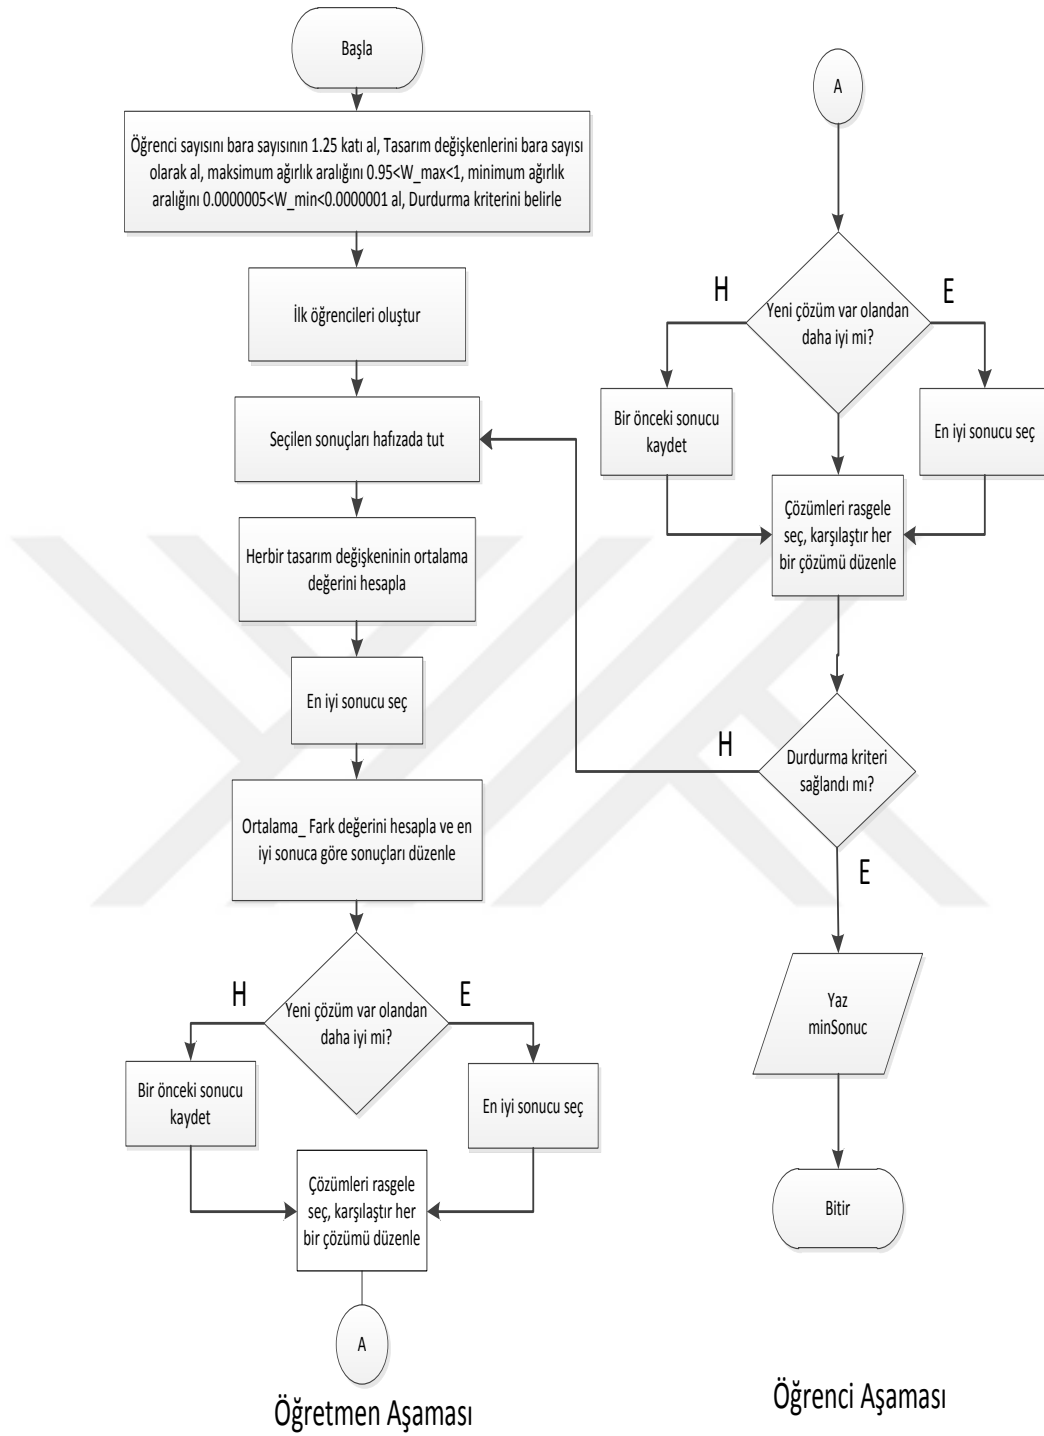 Başla
Öğrenci sayısını bara sayısının 1.25 katı al, Tasarım değişkenlerini bara sayısı
olarak al, maksimum ağırlık aralığını 0.95<W_max<1, minimum ağırlık
aralığını 0.0000005<W_min<0.0000001 al, Durdurma kriterini belirle
İlk öğrencileri oluştur
Seçilen sonuçları hafızada tut
Herbir tasarım değişkeninin ortalama
değerini hesapla
En iyi sonucu seç
Ortalama_ Fark değerini hesapla ve en
iyi sonuca göre sonuçları düzenle
H
E
Yeni çözüm var olandan
daha iyi mi?
Bir önceki sonucu
kaydet
En iyi sonucu seç
Çözümleri rasgele
seç, karşılaştır her
bir çözümü düzenle
A
Öğretmen Aşaması
A
H
E
Yeni çözüm var olandan
daha iyi mi?
Bir önceki sonucu
kaydet
En iyi sonucu seç
Çözümleri rasgele
seç, karşılaştır her
bir çözümü düzenle
H
Durdurma kriteri
sağlandı mı?
E
Yaz
minSonuc
Bitir
Öğrenci Aşaması